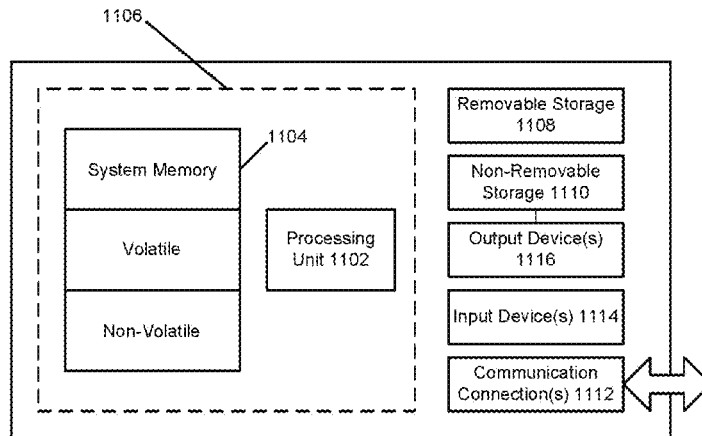 1106
1104
System Memory
Volatile
Non-Volatile
Processing
Unit 1102
Removable Storage
1108
Non-Removable
Storage 1110
Output Device(s)
1116
Input Device(s) 1114
Communication
Connection(s) 1112